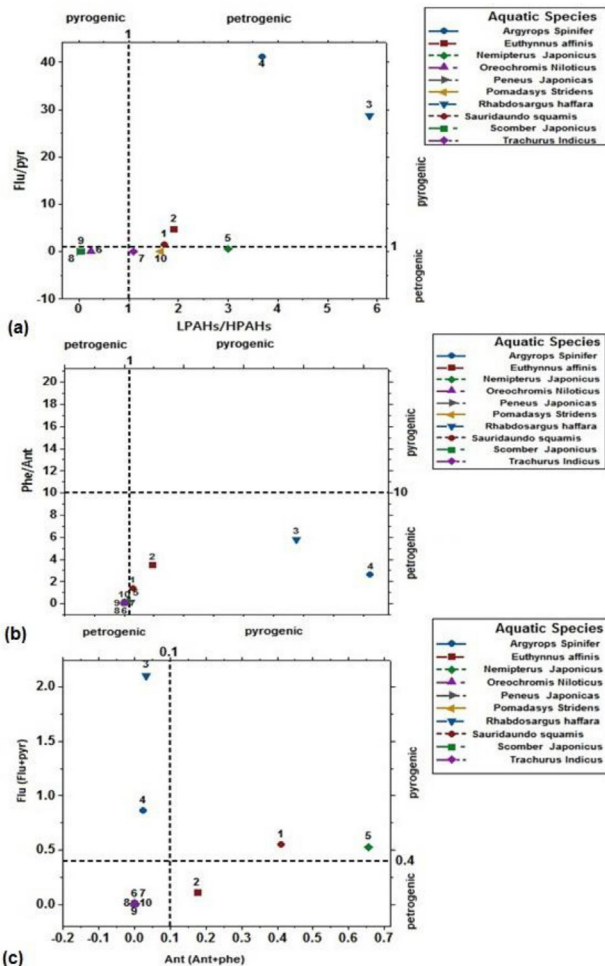 pyrogenic petrogenic
1
40
30
20
10
0
-10
Flu/pyr
4
3
2
1
5
9
8
6
7
10
pyrogenic
1
petrogenic
0 1 2 3 4 5 6
LPAHs/HPAHs
(a)
Aquatic Species
Argyrops Spinifer
Euthynnus affinis
Nemipterus Japonicus
Oreochromis Niloticus
Peneus Japonicas
Pomadasys Stridens
Rhabdosargus haffara
Sauridaundo squamis
Scomber Japonicus
Trachurus Indicus
petrogenic pyrogenic
1
20
18
16
14
12
10
8
6
4
2
0
Phe/Ant
3
4
2
1
10
5
9
8 6
pyrogenic
10
petrogenic
(b)
Aquatic Species
Argyrops Spinifer
Euthynnus affinis
Nemipterus Japonicus
Oreochromis Niloticus
Peneus Japonicas
Pomadasys Stridens
Rhabdosargus haffara
Sauridaundo squamis
Scomber Japonicus
Trachurus Indicus
petrogenic pyrogenic
0.1
2.0
1.5
1.0
0.5
0.0
Flu (Flu+pyr)
3
4
1
5
2
6 7
8 10
9
pyrogenic
0.4
petrogenic
-0.2 -0.1 0.0 0.1 0.2 0.3 0.4 0.5 0.6 0.7
Ant (Ant+phe)
(c)
Aquatic Species
Argyrops Spinifer
Euthynnus affinis
Nemipterus Japonicus
Oreochromis Niloticus
Peneus Japonicas
Pomadasys Stridens
Rhabdosargus haffara
Sauridaundo squamis
Scomber Japonicus
Trachurus Indicus